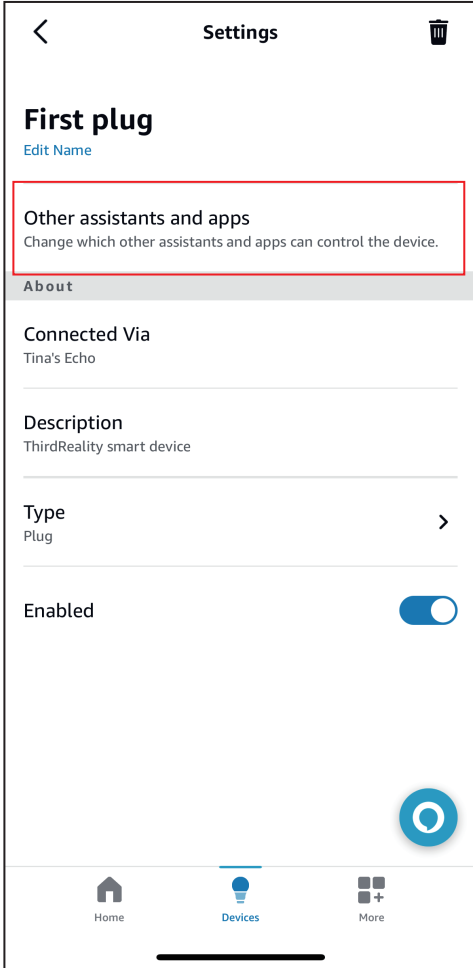 Settings
First plug
Edit Name
Other assistants and apps
Change which other assistants and apps can control the device.
About
Connected Via
Tina's Echo
Description
ThirdReality smart device
Type
Plug
Enabled
Home
Devices
More